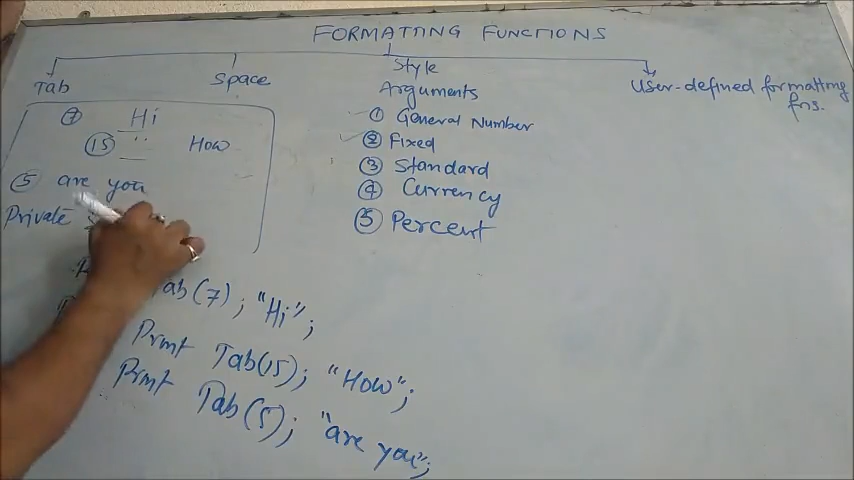 FORMATTING FUNCTIONS
Tab
Space
Style
Arguments
User-defined formatting
fns.
① General Number
② Fixed
③ Standard
④ Currency
⑤ Percent
⑦ Hi
⑮ How
⑤ are you
Private
Tab(7); "Hi";
Print Tab(15); "How";
Print Tab(5); "are you";